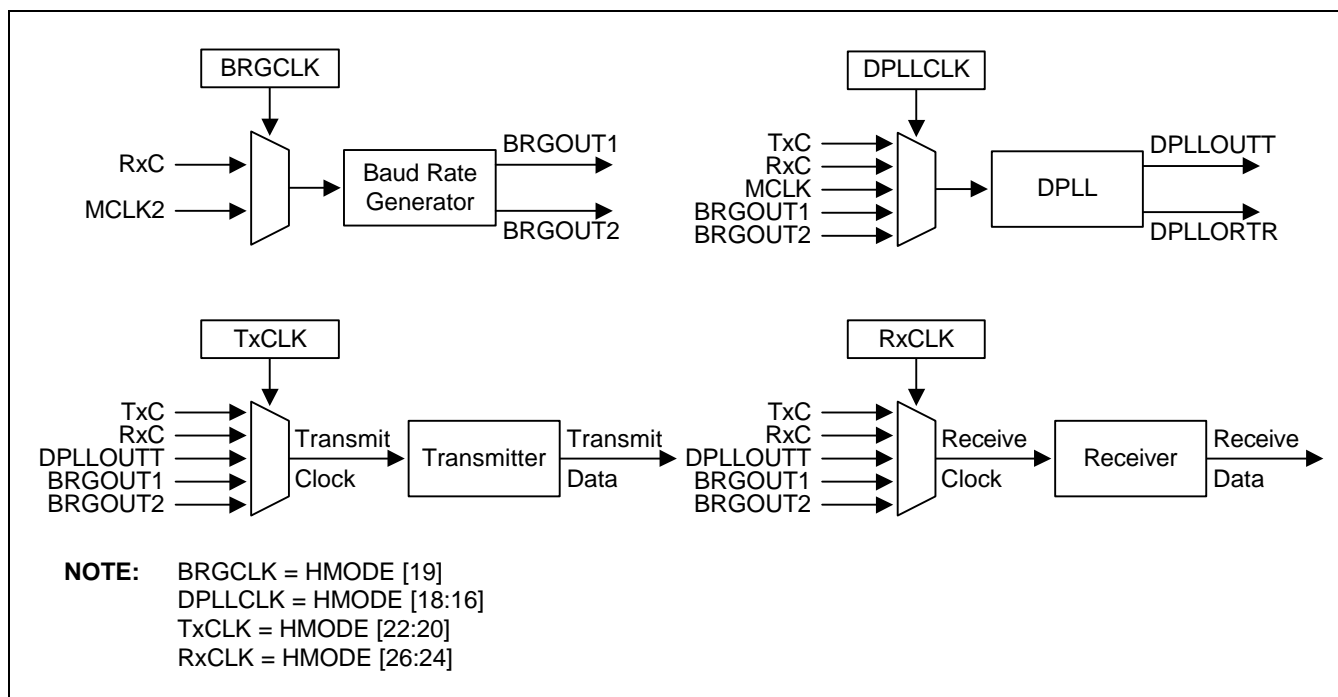 BRGCLK
RxC
MCLK2
Baud Rate
Generator
BRGOUT1
BRGOUT2
DPLLCLK
TxC
RxC
MCLK
BRGOUT1
BRGOUT2
DPLL
DPLLOUTT
DPLLORTR
TxCLK
TxC
RxC
DPLLOUTT
BRGOUT1
BRGOUT2
Transmit
Clock
Transmitter
Transmit
Data
RxCLK
TxC
RxC
DPLLOUTT
BRGOUT1
BRGOUT2
Receive
Clock
Receiver
Receive
Data
NOTE: BRGCLK = HMODE [19]
DPLLCLK = HMODE [18:16]
TxCLK = HMODE [22:20]
RxCLK = HMODE [26:24]